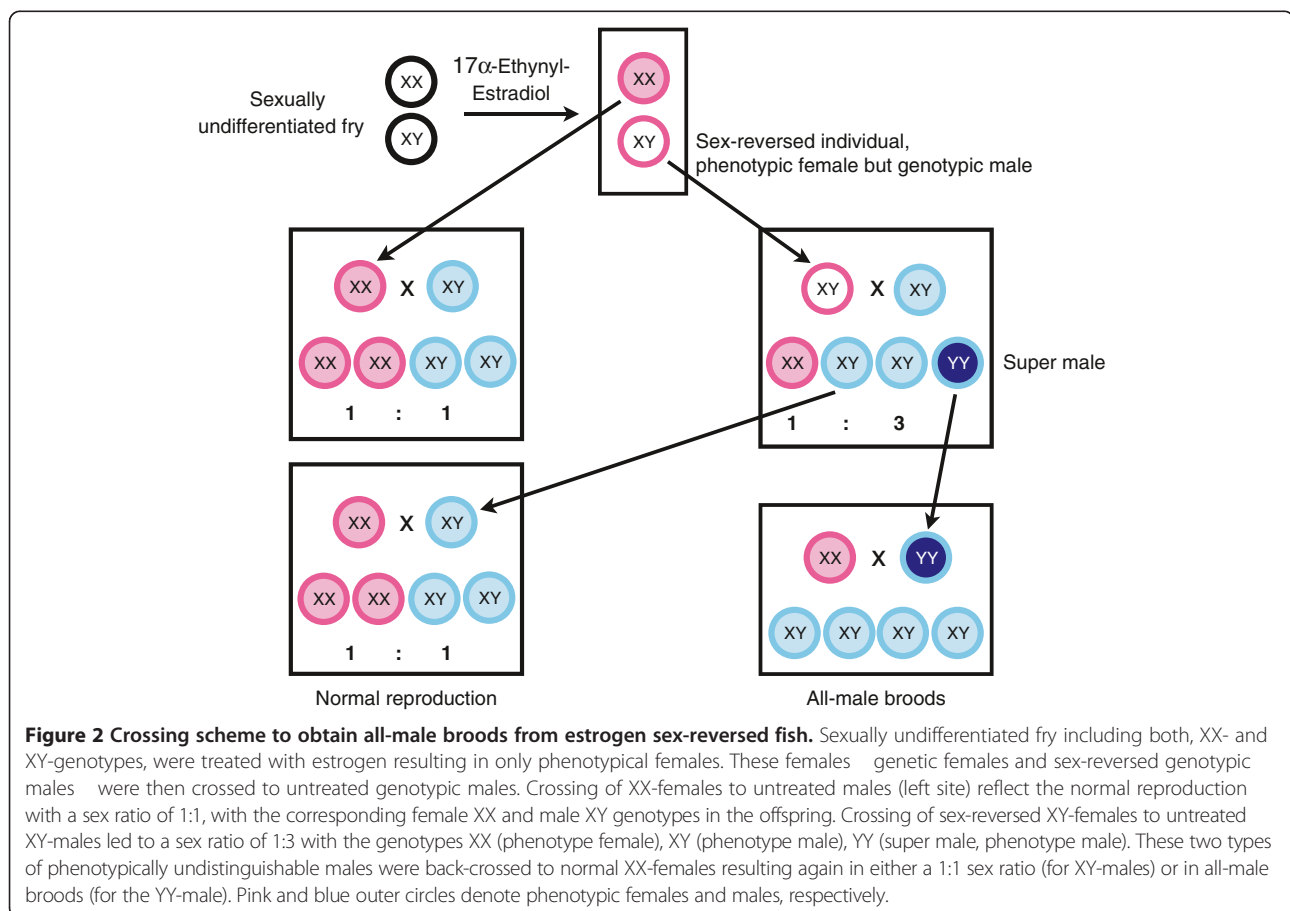 Sexually
undifferentiated fry
XX
XY
17α-Ethynyl-
Estradiol
XX
XY
Sex-reversed individual,
phenotypic female but genotypic male
XX X XY
XX XX XY XY
1 : 1
XY X XY
XX XY XY YY
Super male
1 : 3
XX X XY
XX XX XY XY
1 : 1
Normal reproduction
XX X YY
XY XY XY XY
All-male broods
Figure 2 Crossing scheme to obtain all-male broods from estrogen sex-reversed fish. Sexually undifferentiated fry including both, XX- and
XY-genotypes, were treated with estrogen resulting in only phenotypical females. These females genetic females and sex-reversed genotypic
males were then crossed to untreated genotypic males. Crossing of XX-females to untreated males (left site) reflect the normal reproduction
with a sex ratio of 1:1, with the corresponding female XX and male XY genotypes in the offspring. Crossing of sex-reversed XY-females to untreated
XY-males led to a sex ratio of 1:3 with the genotypes XX (phenotype female), XY (phenotype male), YY (super male, phenotype male). These two types
of phenotypically undistinguishable males were back-crossed to normal XX-females resulting again in either a 1:1 sex ratio (for XY-males) or in all-male
broods (for the YY-male). Pink and blue outer circles denote phenotypic females and males, respectively.